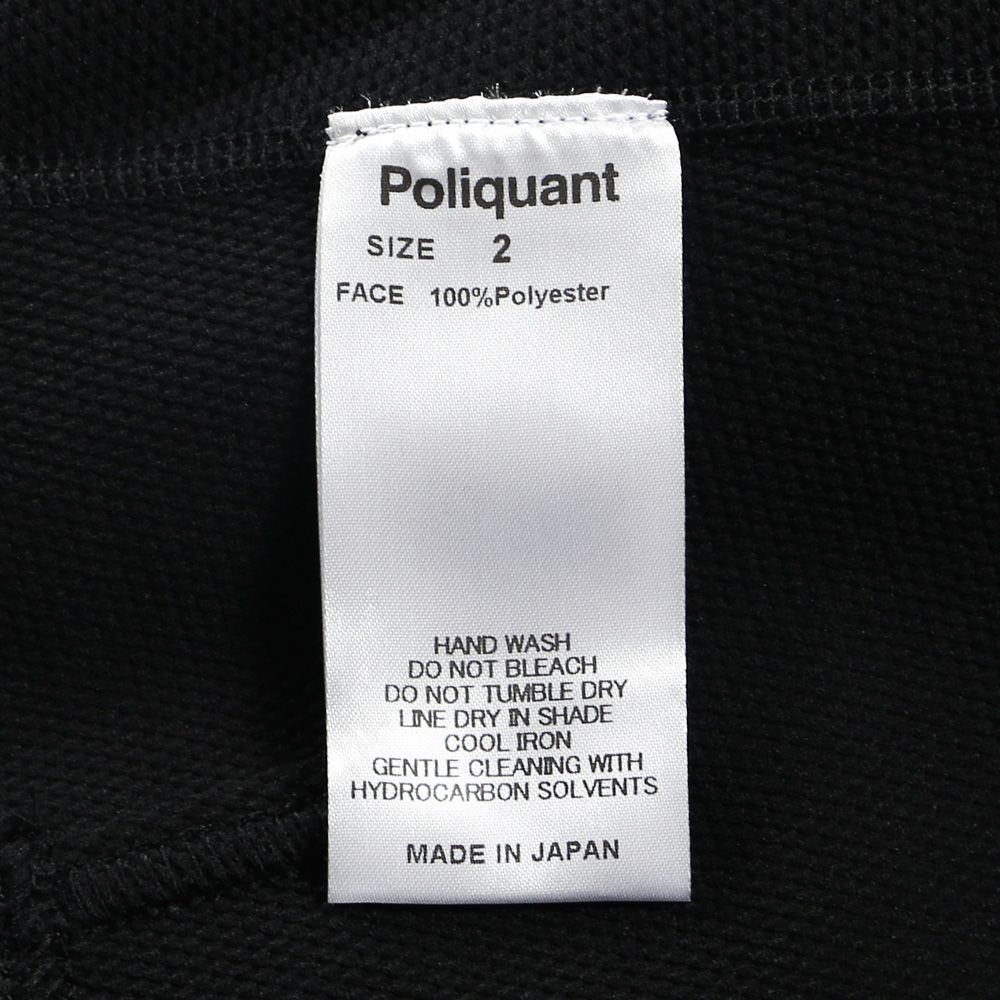 Poliquant
SIZE 2
FACE 100%Polyester
HAND WASH
DO NOT BLEACH
DO NOT TUMBLE DRY
LINE DRY IN SHADE
COOL IRON
GENTLE CLEANING WITH
HYDROCARBON SOLVENTS
MADE IN JAPAN